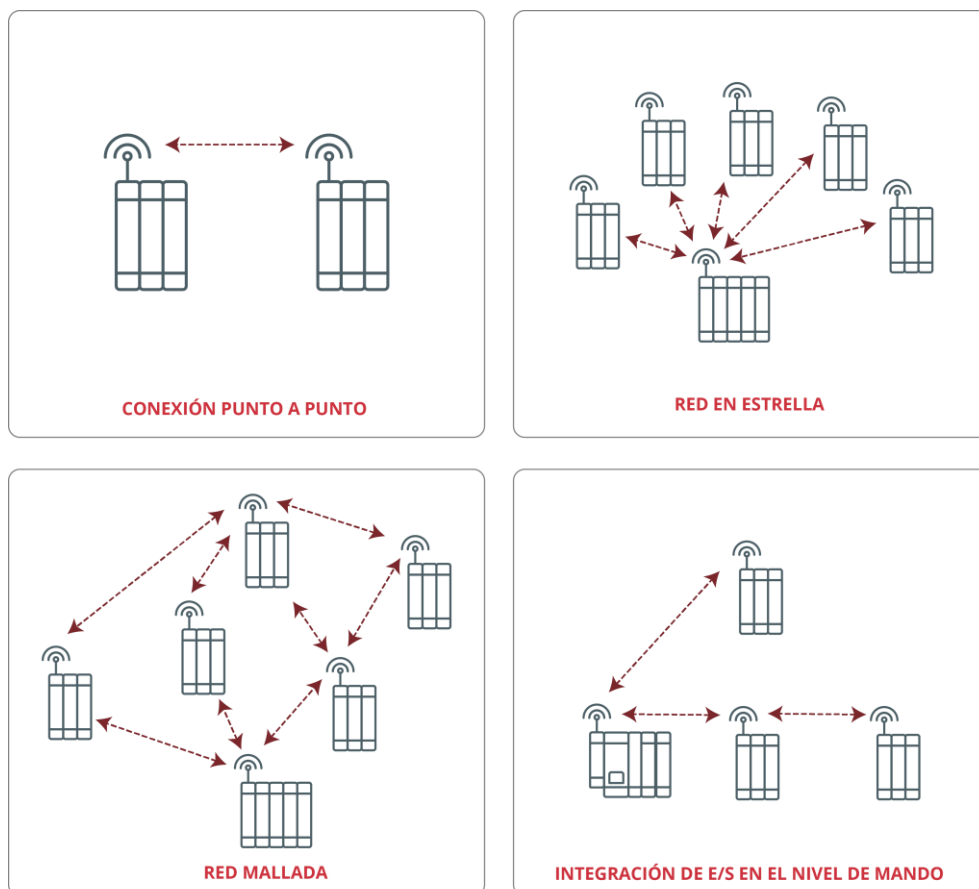 CONEXIÓN PUNTO A PUNTO
RED EN ESTRELLA
RED MALLADA
INTEGRACIÓN DE E/S EN EL NIVEL DE MANDO